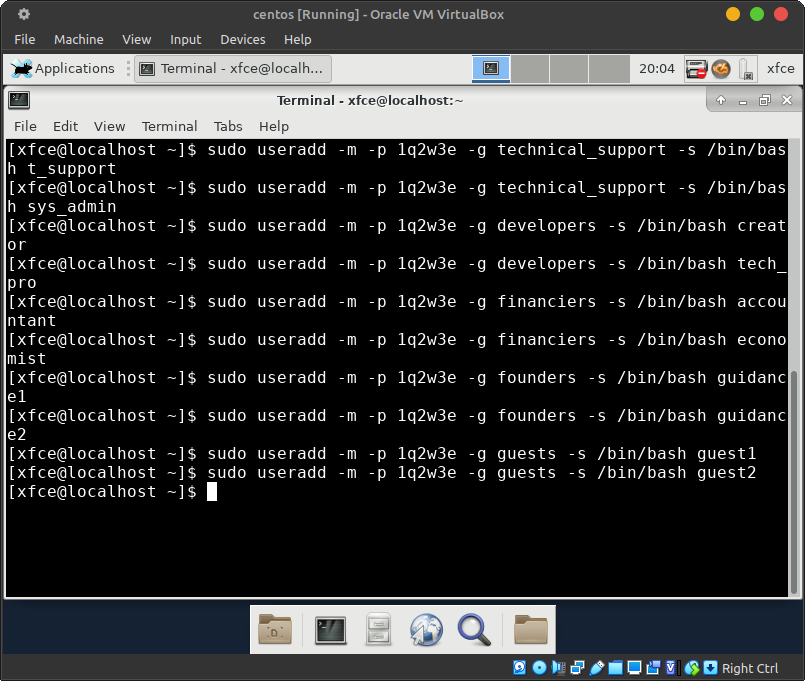 centos [Running] - Oracle VM VirtualBox
File Machine View Input Devices Help
Applications Terminal - xfce@localh... 20:04 xfce
Terminal - xfce@localhost:~
File Edit View Terminal Tabs Help
[xfce@localhost ~]$ sudo useradd -m -p 1q2w3e -g technical_support -s /bin/bas
h t_support
[xfce@localhost ~]$ sudo useradd -m -p 1q2w3e -g technical_support -s /bin/bas
h sys_admin
[xfce@localhost ~]$ sudo useradd -m -p 1q2w3e -g developers -s /bin/bash creat
or
[xfce@localhost ~]$ sudo useradd -m -p 1q2w3e -g developers -s /bin/bash tech_
pro
[xfce@localhost ~]$ sudo useradd -m -p 1q2w3e -g financiers -s /bin/bash accou
ntant
[xfce@localhost ~]$ sudo useradd -m -p 1q2w3e -g financiers -s /bin/bash econo
mist
[xfce@localhost ~]$ sudo useradd -m -p 1q2w3e -g founders -s /bin/bash guidanc
e1
[xfce@localhost ~]$ sudo useradd -m -p 1q2w3e -g founders -s /bin/bash guidanc
e2
[xfce@localhost ~]$ sudo useradd -m -p 1q2w3e -g guests -s /bin/bash guest1
[xfce@localhost ~]$ sudo useradd -m -p 1q2w3e -g guests -s /bin/bash guest2
[xfce@localhost ~]$
Right Ctrl